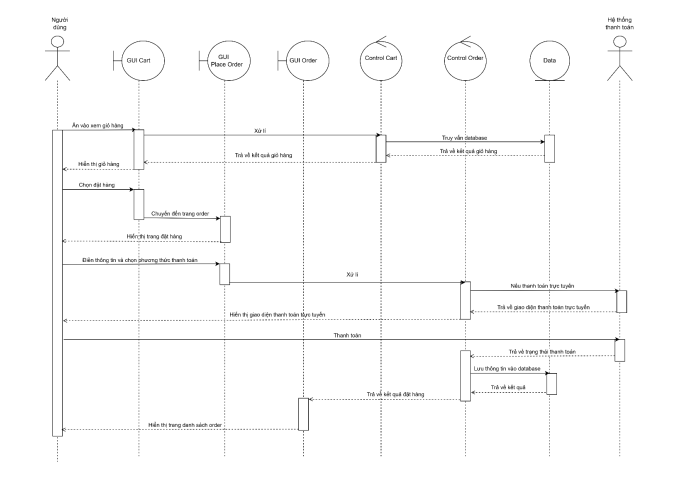 Người
dùng
Hệ thống
thanh toán
GUI Cart
GUI
Place Order
GUI Order
Control Cart
Control Order
Data
Ấn vào xem giỏ hàng
Xử lí
Truy vấn database
Trả về kết quả giỏ hàng
Trả về kết quả giỏ hàng
Hiển thị giỏ hàng
Chọn đặt hàng
Chuyển đến trang order
Hiển thị trang đặt hàng
Điền thông tin và chọn phương thức thanh toán
Xử lí
Nếu thanh toán trực tuyến
Trả về giao diện thanh toán trực tuyến
Hiển thị giao diện thanh toán trực tuyến
Thanh toán
Trả về trạng thái thanh toán
Lưu thông tin vào database
Trả về kết quả
Trả về kết quả đặt hàng
Hiển thị trang danh sách order